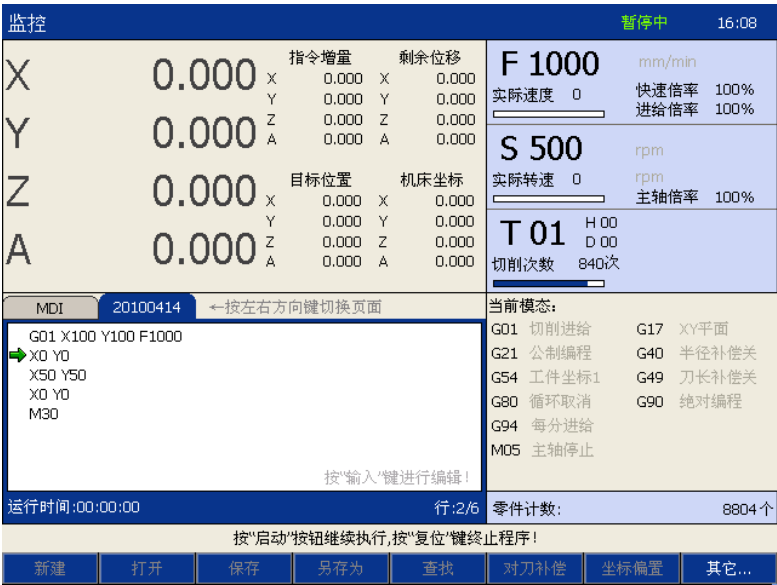 监控 暂停中 16:08
X 0.000
Y 0.000
Z 0.000
A 0.000
指令增量 剩余位移
X 0.000 X 0.000
Y 0.000 Y 0.000
Z 0.000 Z 0.000
A 0.000 A 0.000
目标位置 机床坐标
X 0.000 X 0.000
Y 0.000 Y 0.000
Z 0.000 Z 0.000
A 0.000 A 0.000
F 1000 mm/min
实际速度 0 快速倍率 100%
进给倍率 100%
S 500 rpm
实际转速 0 rpm
主轴倍率 100%
T 01 H 00
D 00
切削次数 840次
MDI 20100414 ←按左右方向键切换页面
G01 X100 Y100 F1000
X0 Y0
X50 Y50
X0 Y0
M30
按"输入"键进行编辑!
运行时间:00:00:00 行:2/6
当前模态:
G01 切削进给 G17 XY平面
G21 公制编程 G40 半径补偿关
G54 工件坐标1 G49 刀长补偿关
G80 循环取消 G90 绝对编程
G94 每分进给
M05 主轴停止
零件计数: 8804个
按"启动"按钮继续执行,按"复位"键终止程序!
新建 打开 保存 另存为 查找 对刀补偿 坐标偏置 其它...